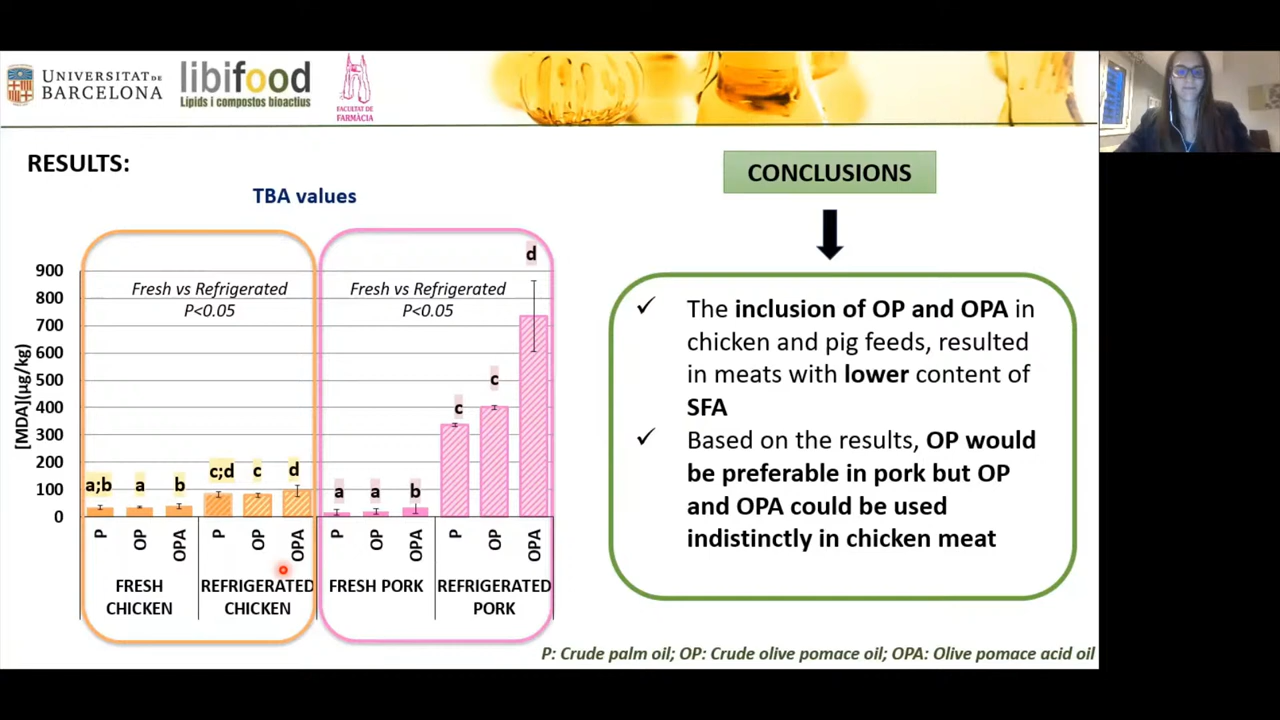 UNIVERSITAT DE
BARCELONA
libifood
Lípids i compostos bioactius
FACULTAT DE
FARMÀCIA
RESULTS:
TBA values
[MDA](µg/kg)
900
800
700
600
500
400
300
200
100
0
Fresh vs Refrigerated
P<0.05
Fresh vs Refrigerated
P<0.05
a;b
a
b
c;d
c
d
a
a
b
c
c
d
P
OP
OPA
P
OP
OPA
P
OP
OPA
P
OP
OPA
FRESH
CHICKEN
REFRIGERATED
CHICKEN
FRESH PORK
REFRIGERATED
PORK
CONCLUSIONS
✓ The inclusion of OP and OPA in
chicken and pig feeds, resulted
in meats with lower content of
SFA
✓ Based on the results, OP would
be preferable in pork but OP
and OPA could be used
indistinctly in chicken meat
P: Crude palm oil; OP: Crude olive pomace oil; OPA: Olive pomace acid oil